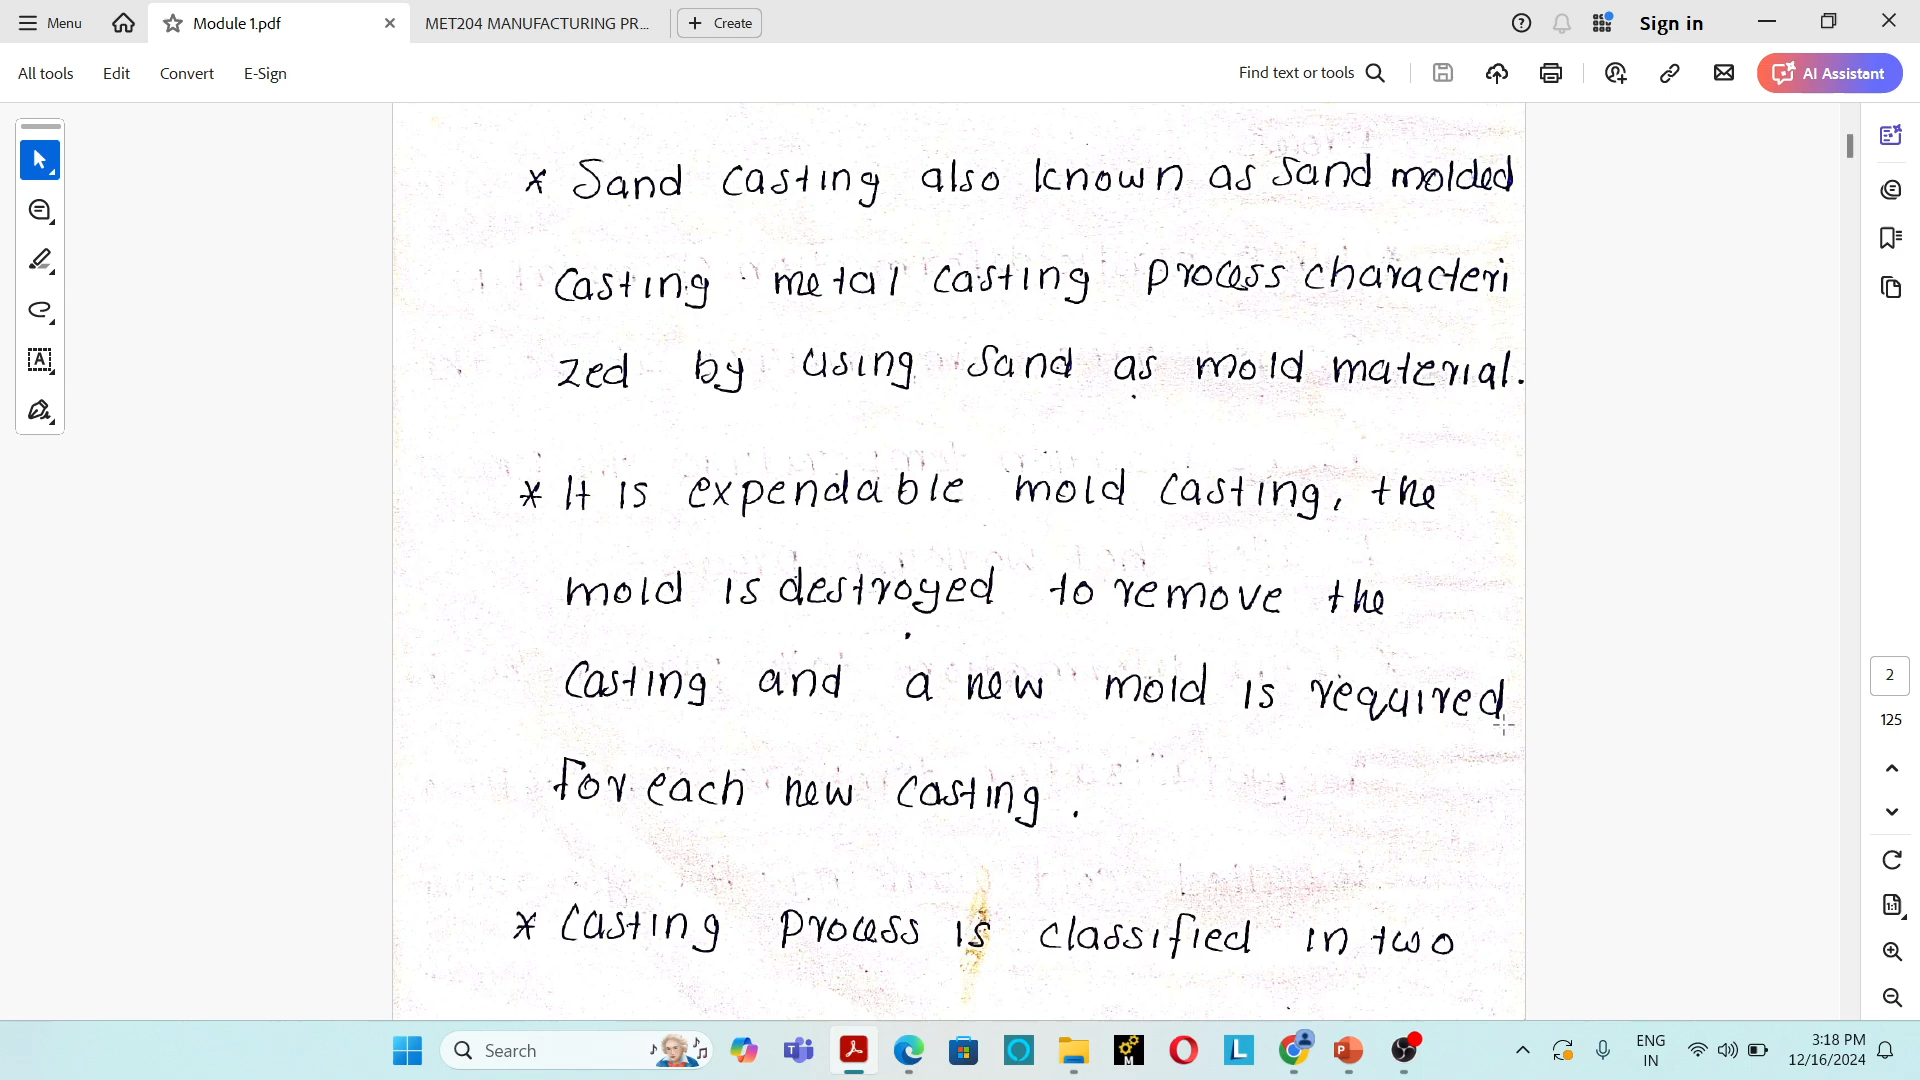 Menu
Module 1.pdf
MET204 MANUFACTURING PR...
Create
Sign in
All tools
Edit
Convert
E-Sign
Find text or tools
AI Assistant
* Sand casting also known as sand molded
casting metal casting process characteri
zed by using sand as mold material.
* It is expendable mold casting, the
mold is destroyed to remove the
casting and a new mold is required
for each new casting.
* casting process is classified in two
2
125
Search
ENG
IN
3:18 PM
12/16/2024